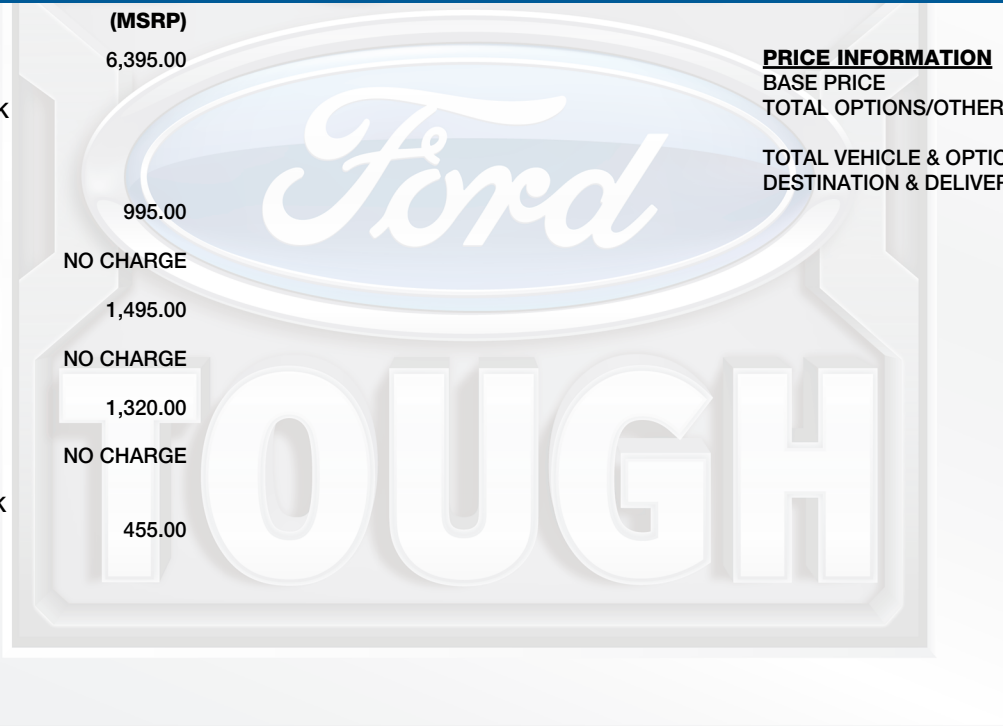 (MSRP)
6,395.00
K
995.00
NO CHARGE
1,495.00
NO CHARGE
1,320.00
NO CHARGE
K
455.00
PRICE INFORMATION
BASE PRICE
TOTAL OPTIONS/OTHER
TOTAL VEHICLE & OPTIO
DESTINATION & DELIVER
Ford
TOUGH